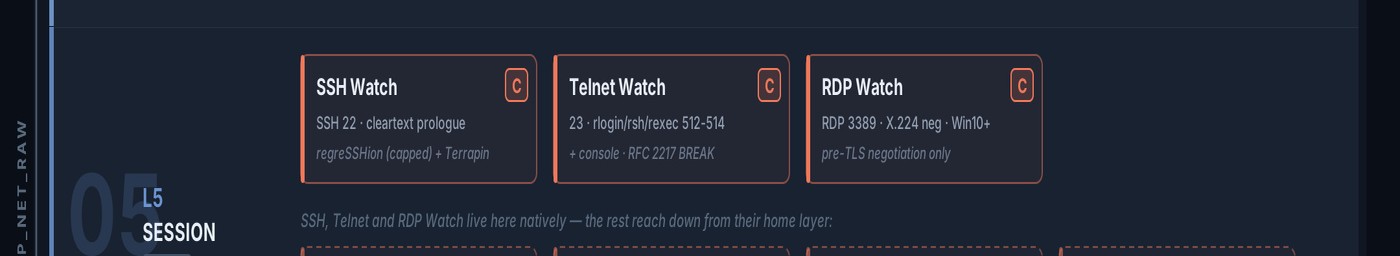 SSH Watch
C
SSH 22 · cleartext prologue
regreSSHion (capped) + Terrapin
Telnet Watch
C
23 · rlogin/rsh/rexec 512-514
+ console · RFC 2217 BREAK
RDP Watch
C
RDP 3389 · X.224 neg · Win10+
pre-TLS negotiation only
05
L5
SESSION
SSH, Telnet and RDP Watch live here natively — the rest reach down from their home layer:
P_NET_RAW